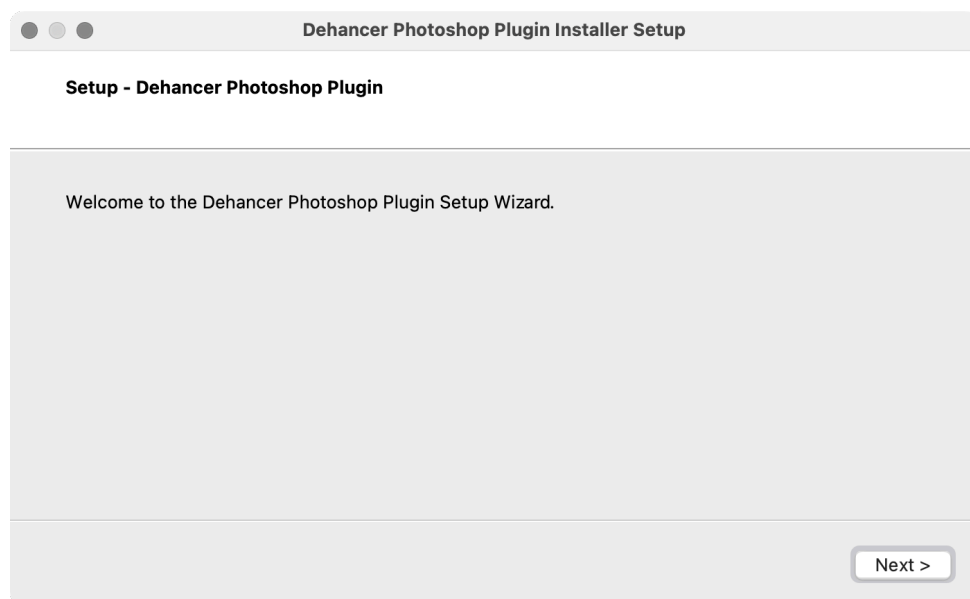 Dehancer Photoshop Plugin Installer Setup
Setup - Dehancer Photoshop Plugin
Welcome to the Dehancer Photoshop Plugin Setup Wizard.
Next >